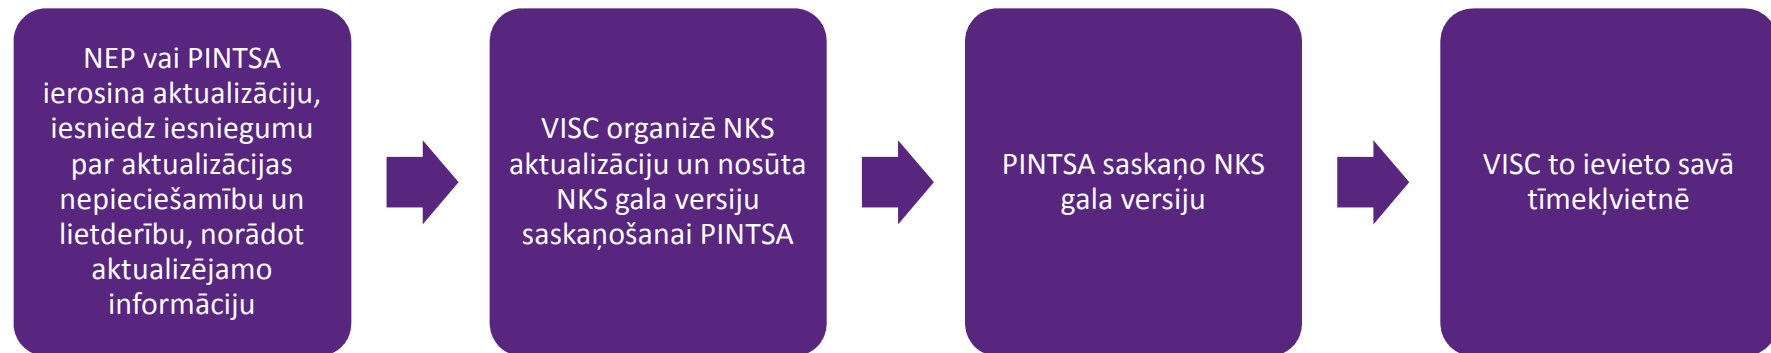 NEP vai PINTSA
ierosina aktualizāciju,
iesniedz iesniegumu
par aktualizācijas
nepieciešamību un
lietderību, norādot
aktualizējamo
informāciju
VISC organizē NKS
aktualizāciju un nosūta
NKS gala versiju
saskaņošanai PINTSA
PINTSA saskaņo NKS
gala versiju
VISC to ievieto savā
tīmekļvietnē